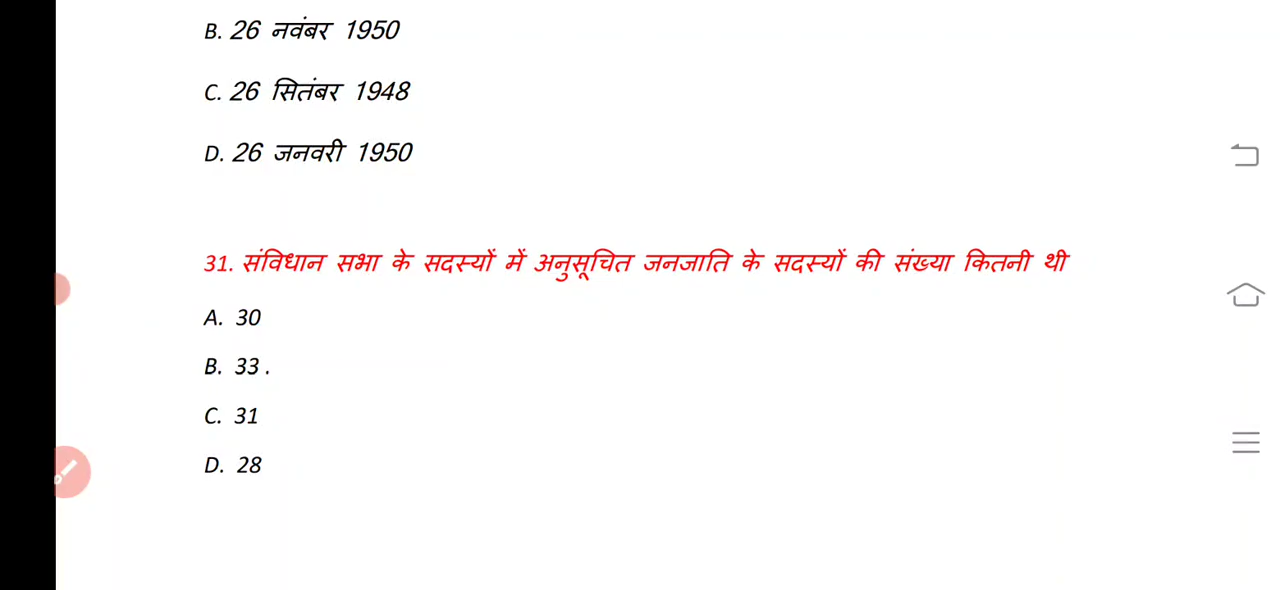 B. 26 नवंबर 1950
C. 26 सितंबर 1948
D. 26 जनवरी 1950
31. संविधान सभा के सदस्यों में अनुसूचित जनजाति के सदस्यों की संख्या कितनी थी
A. 30
B. 33 .
C. 31
D. 28